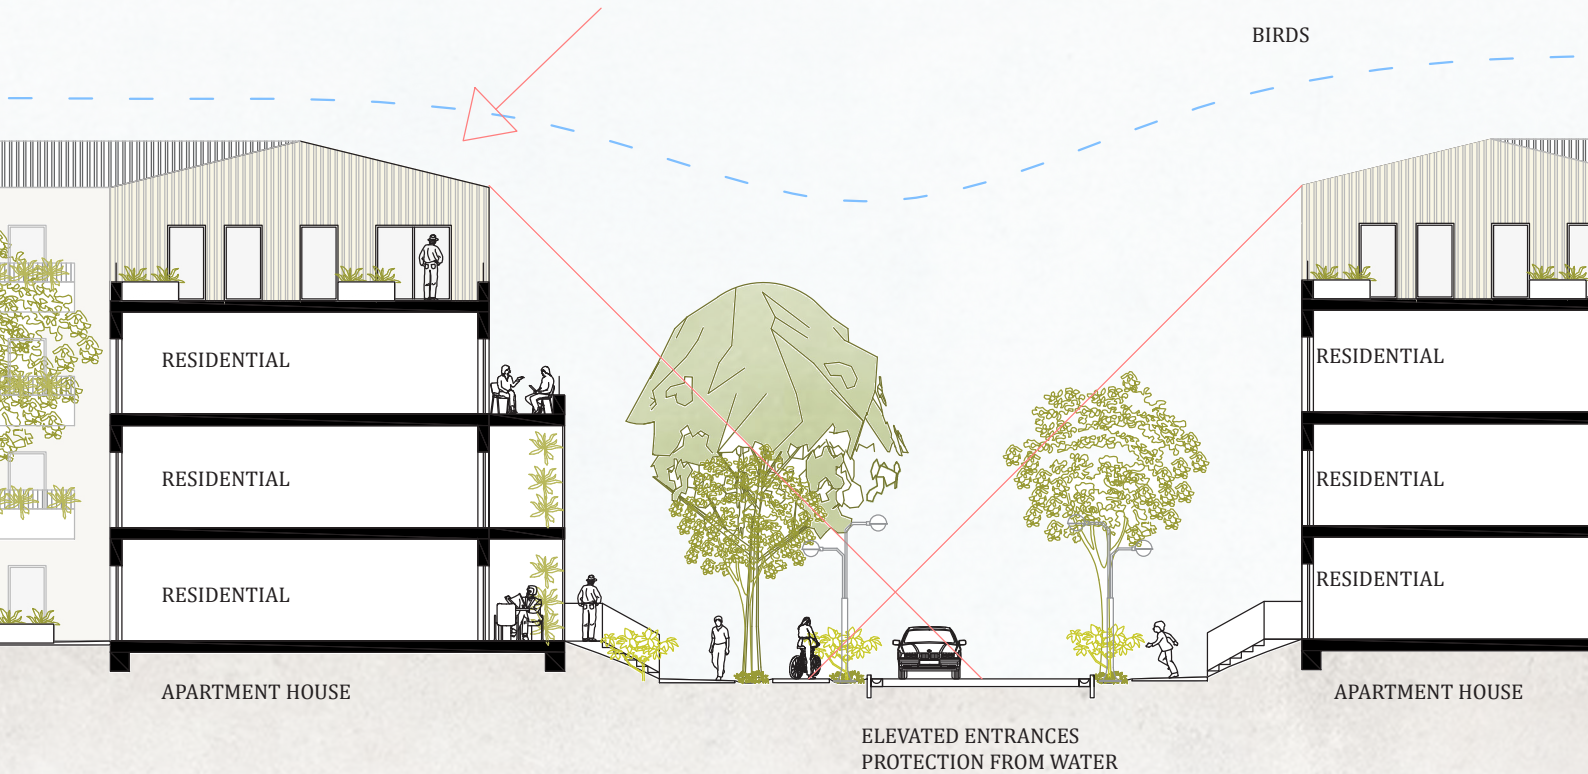 BIRDS
RESIDENTIAL
RESIDENTIAL
RESIDENTIAL
RESIDENTIAL
RESIDENTIAL
RESIDENTIAL
APARTMENT HOUSE
APARTMENT HOUSE
ELEVATED ENTRANCES
PROTECTION FROM WATER